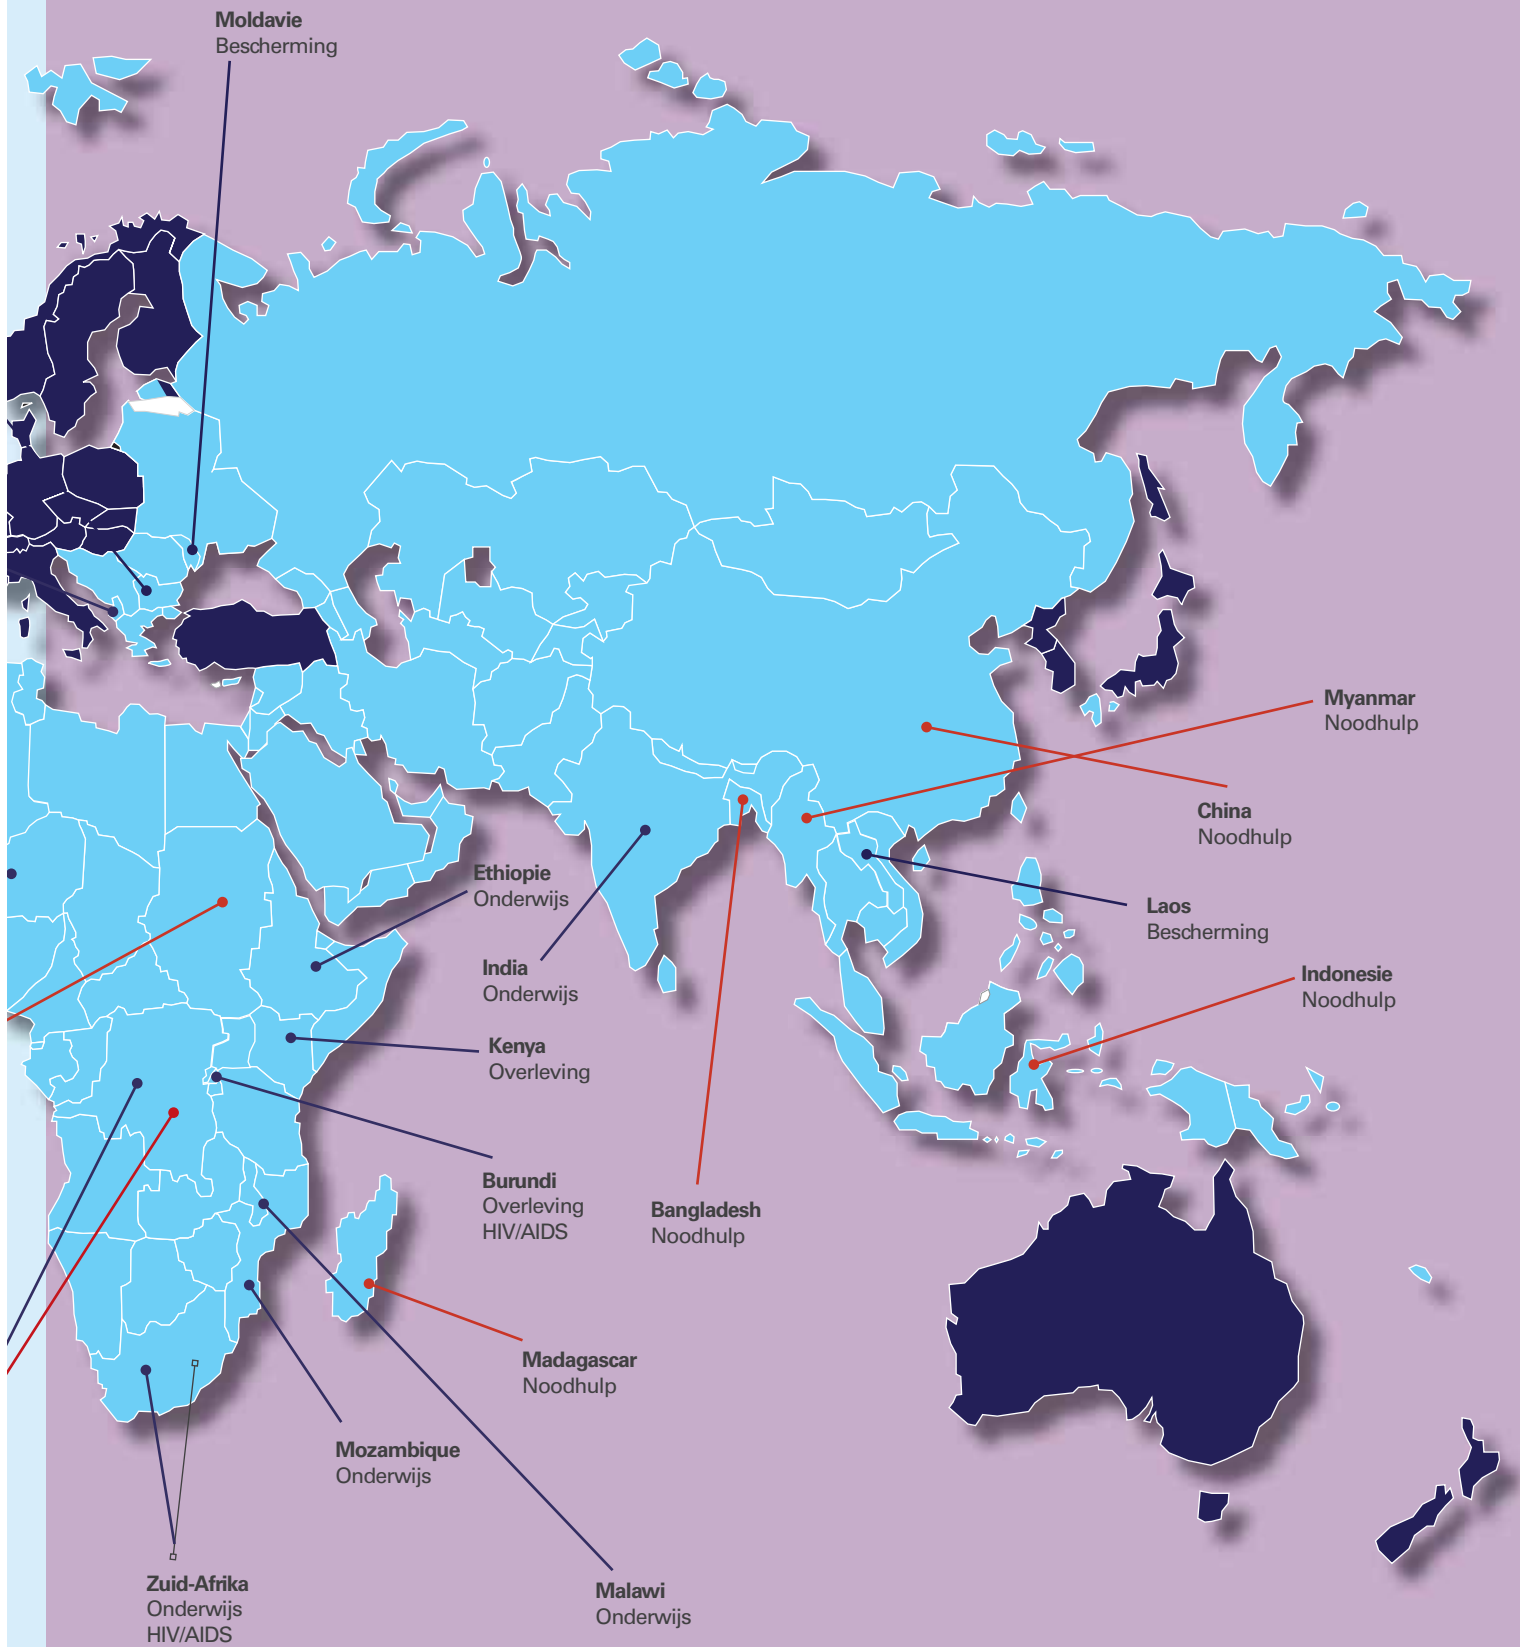 Moldavie
Bescherming
Myanmar
Noodhulp
China
Noodhulp
Ethiopie
Onderwijs
Laos
Bescherming
India
Onderwijs
Indonesie
Noodhulp
Kenya
Overleving
Burundi
Overleving
HIV/AIDS
Bangladesh
Noodhulp
Madagascar
Noodhulp
Mozambique
Onderwijs
Zuid-Afrika
Onderwijs
HIV/AIDS
Malawi
Onderwijs